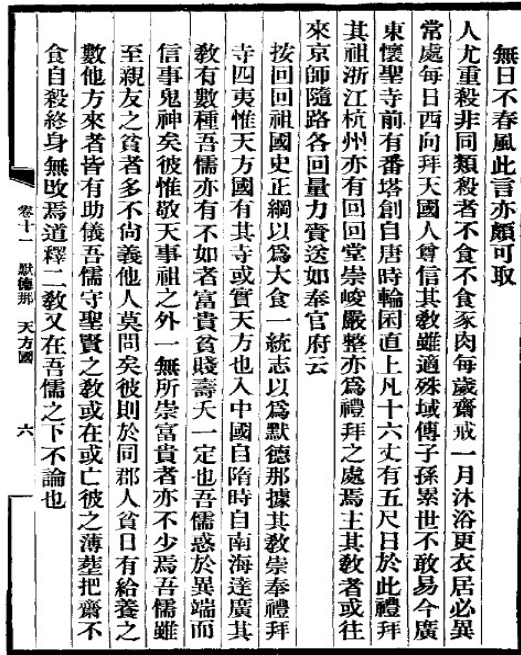 無日不春風此言亦頗可取
人尤重殺非同類殺者不食不食豕肉每歲齋戒一月沐浴更衣居必異
常處每日西向拜天國人尊信其教雖適殊域傳子孫累世不敢易今廣
東懷聖寺前有番塔創自唐時輪囷直上凡十六丈有五尺日於此禮拜
其祖浙江杭州亦有回回堂崇峻嚴整亦爲禮拜之處焉主其敎者或往
來京師隨路各回量力賫送如奉官府云
按回回祖國史正綱以爲大食一統志以爲默德那據其敎崇奉禮拜
寺四夷惟天方國有其寺或實天方也入中國自隋時自南海達廣其
敎有數種吾儒亦有不如者富貴貧賤壽夭一定也吾儒惑於異端而
信事鬼神矣彼惟敬天事祖之外一無所崇富貴者亦不少焉吾儒雖
至親友之貧者多不尙義他人莫問矣彼則於同郡人貧日有給養之
數他方來者皆有助儀吾儒守聖賢之敎或在或亡彼之薄塟把齋不
食自殺終身無改焉道釋二敎又在吾儒之下不論也
卷十一 默德那 天方國 六